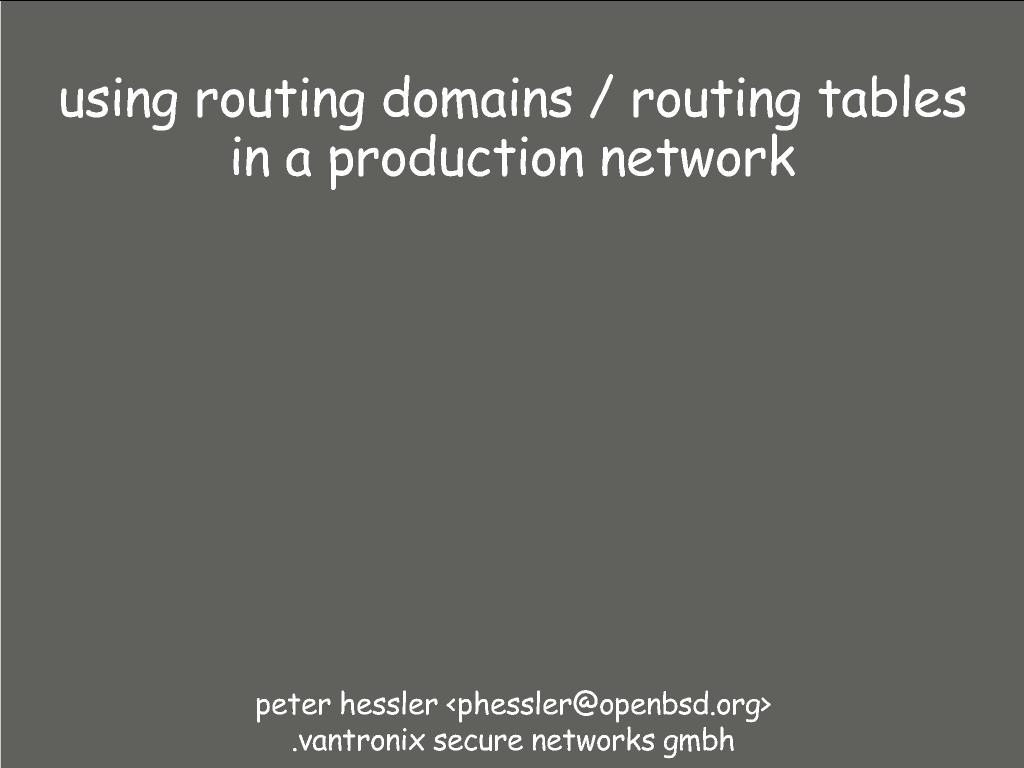 using routing domains / routing tables
in a production network
peter hessler <phessler@openbsd.org>
.vantronix secure networks gmbh